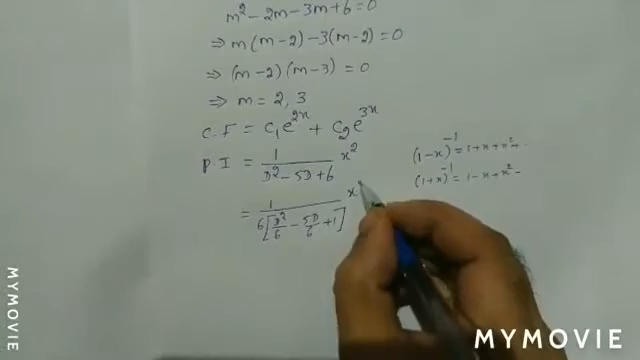 m² - 2m - 3m + 6 = 0
⇒ m(m-2) - 3(m-2) = 0
⇒ (m-2)(m-3) = 0
⇒ m = 2, 3
C.F = C₁e^{2x} + C₂e^{3x}
P.I = 1/(D² - 5D + 6) x²
(1-x)^{-1} = 1+x+x²..
(1+x)^{-1} = 1-x+x²-
= 1/(6[D²/6 - 5D/6 + 1]) x²
MYMOVIE
MYMOVIE